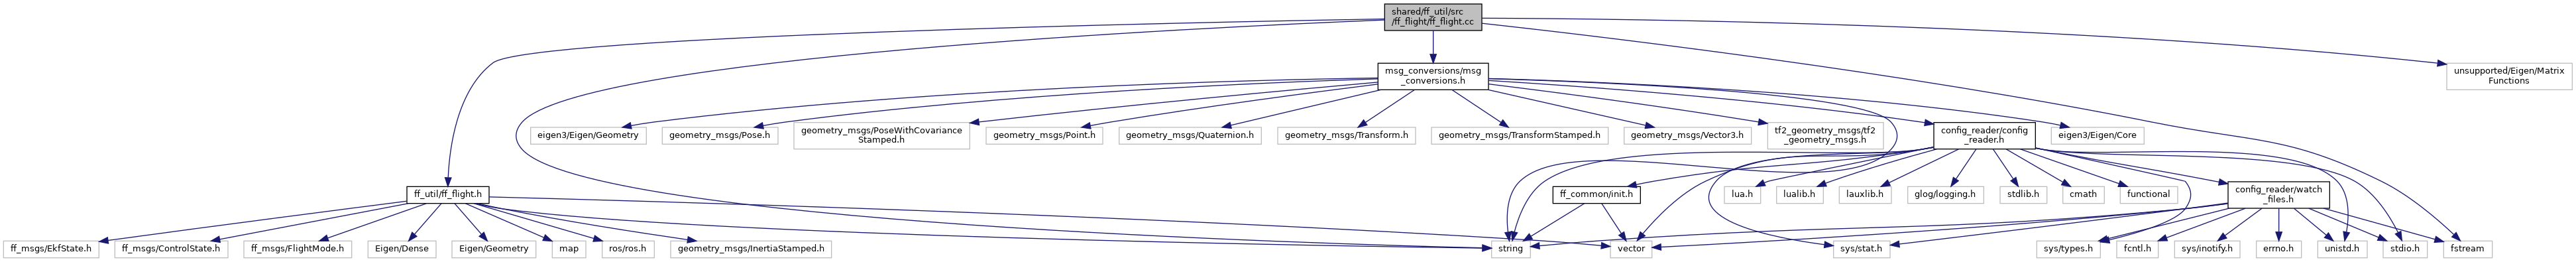 shared/ff_util/src
/ff_flight/ff_flight.cc
msg_conversions/msg
_conversions.h
unsupported/Eigen/Matrix
Functions
eigen3/Eigen/Geometry
geometry_msgs/Pose.h
geometry_msgs/PoseWithCovariance
Stamped.h
geometry_msgs/Point.h
geometry_msgs/Quaternion.h
geometry_msgs/Transform.h
geometry_msgs/TransformStamped.h
geometry_msgs/Vector3.h
tf2_geometry_msgs/tf2
_geometry_msgs.h
config_reader/config
_reader.h
eigen3/Eigen/Core
ff_util/ff_flight.h
ff_common/init.h
lua.h
lualib.h
lauxlib.h
glog/logging.h
stdlib.h
cmath
functional
config_reader/watch
_files.h
ff_msgs/EkfState.h
ff_msgs/ControlState.h
ff_msgs/FlightMode.h
Eigen/Dense
Eigen/Geometry
map
ros/ros.h
geometry_msgs/InertiaStamped.h
string
vector
sys/stat.h
sys/types.h
fcntl.h
sys/inotify.h
errno.h
unistd.h
stdio.h
fstream